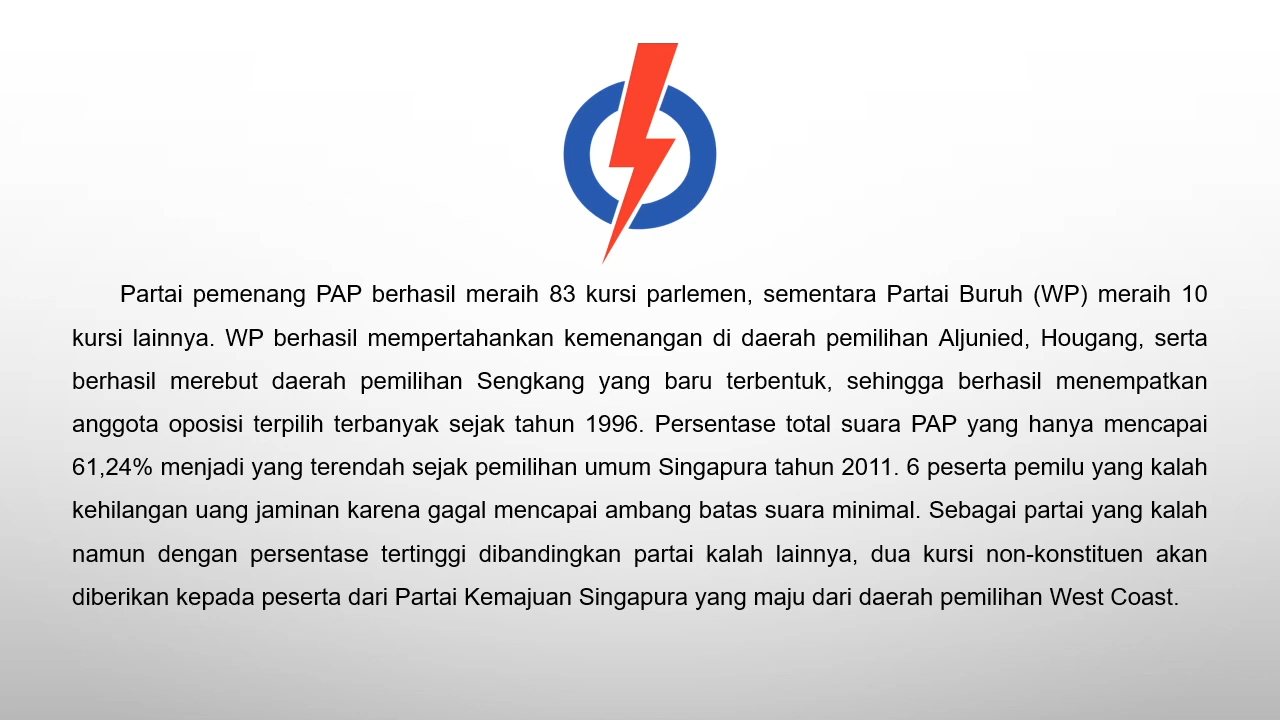 Partai pemenang PAP berhasil meraih 83 kursi parlemen, sementara Partai Buruh (WP) meraih 10
kursi lainnya. WP berhasil mempertahankan kemenangan di daerah pemilihan Aljunied, Hougang, serta
berhasil merebut daerah pemilihan Sengkang yang baru terbentuk, sehingga berhasil menempatkan
anggota oposisi terpilih terbanyak sejak tahun 1996. Persentase total suara PAP yang hanya mencapai
61,24% menjadi yang terendah sejak pemilihan umum Singapura tahun 2011. 6 peserta pemilu yang kalah
kehilangan uang jaminan karena gagal mencapai ambang batas suara minimal. Sebagai partai yang kalah
namun dengan persentase tertinggi dibandingkan partai kalah lainnya, dua kursi non-konstituen akan
diberikan kepada peserta dari Partai Kemajuan Singapura yang maju dari daerah pemilihan West Coast.